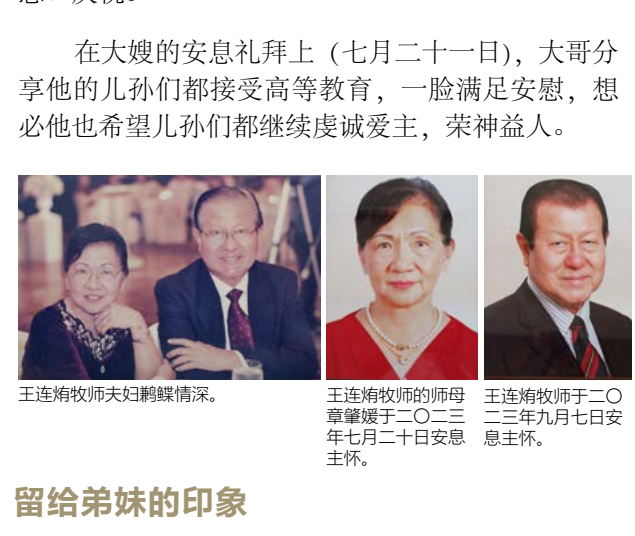 在大嫂的安息礼拜上（七月二十一日），大哥分
享他的儿孙们都接受高等教育，一脸满足安慰，想
必他也希望儿孙们都继续虔诚爱主，荣神益人。
王连烠牧师夫妇鹣鲽情深。
王连烠牧师的师母
章肇媛于二〇二三
年七月二十日安息
主怀。
王连烠牧师于二〇
二三年九月七日安
息主怀。
留给弟妹的印象